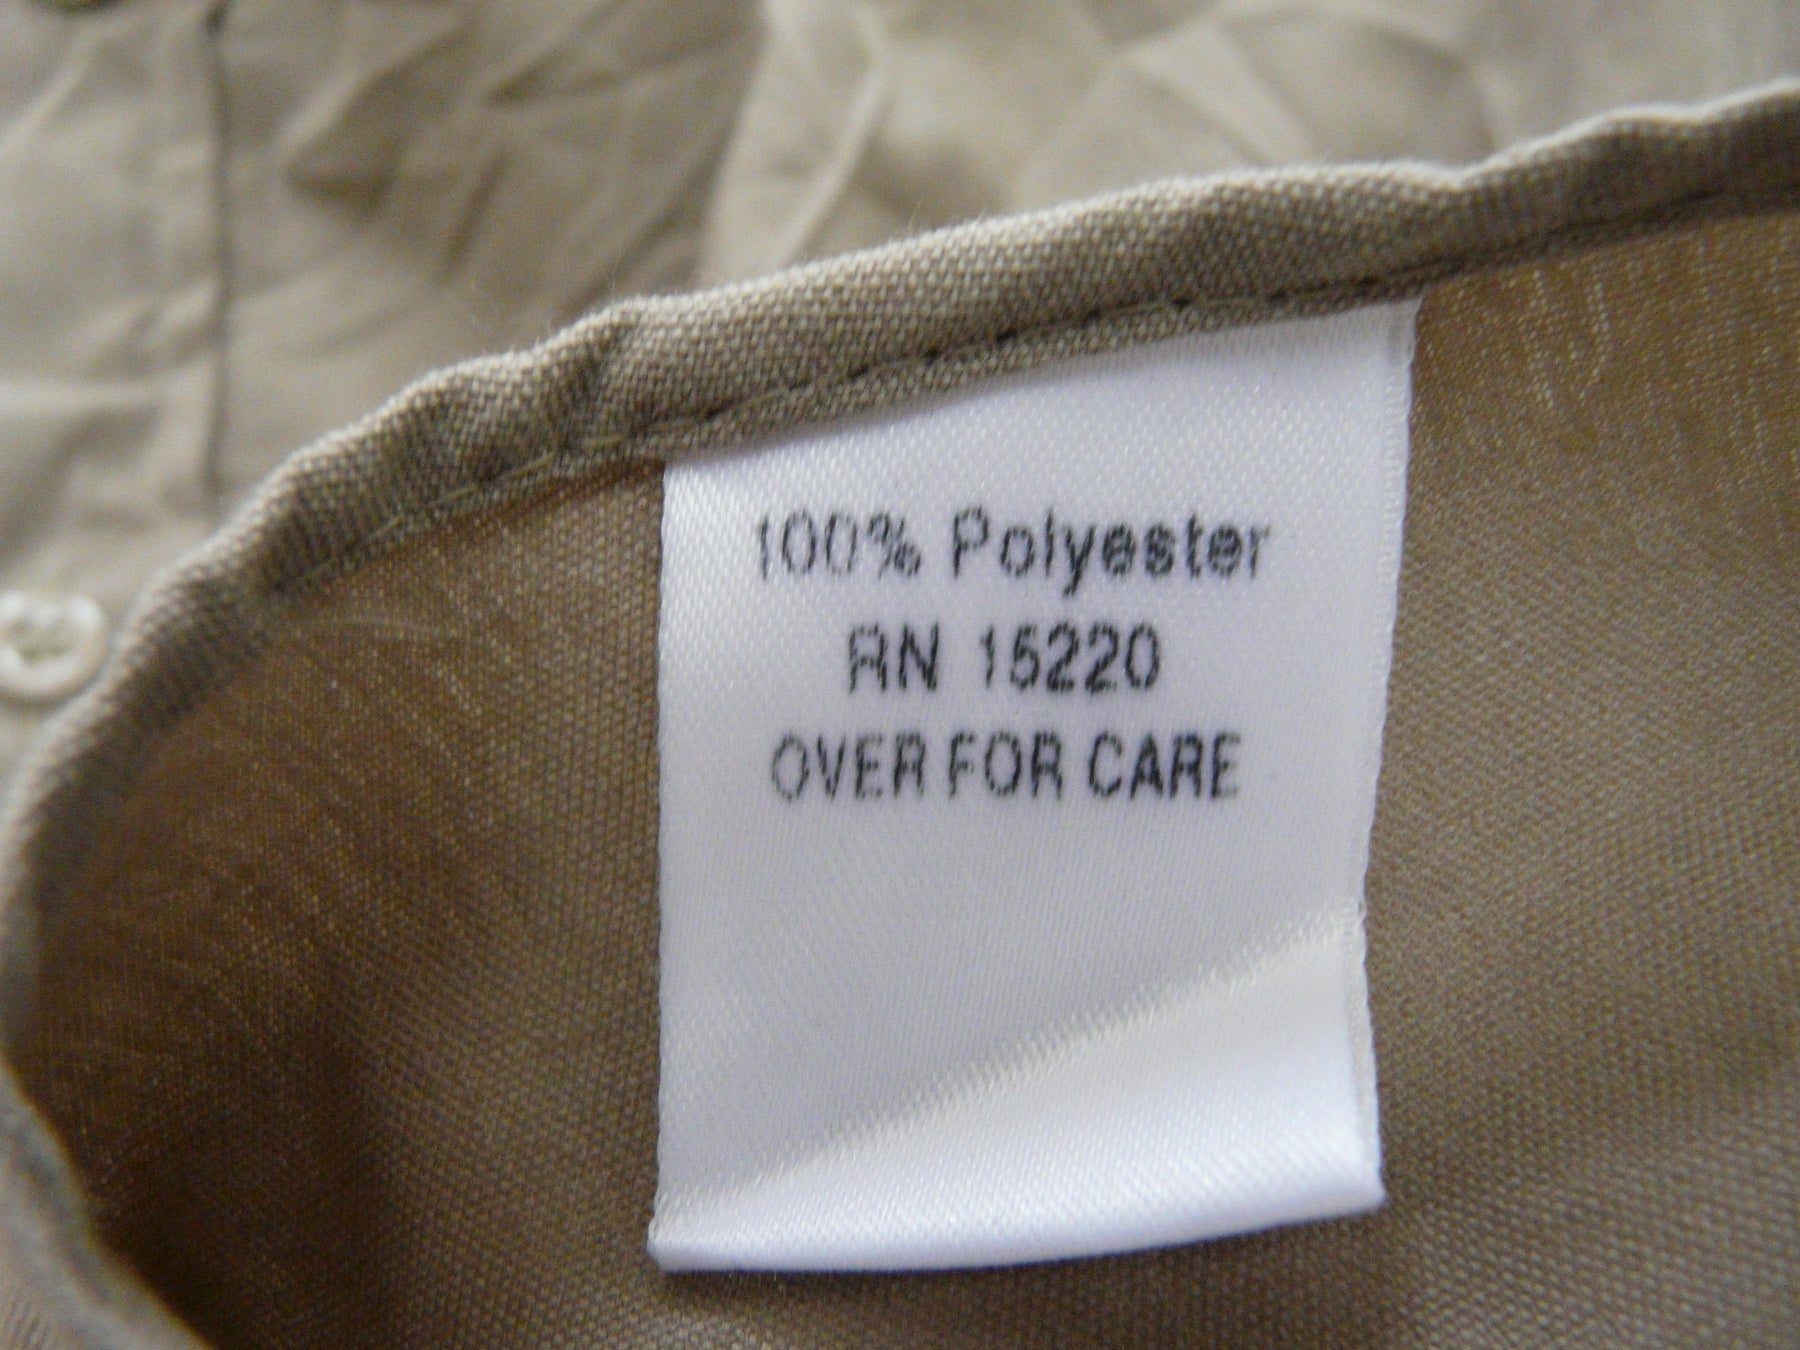 100% Polyester
RN 15220
OVER FOR CARE